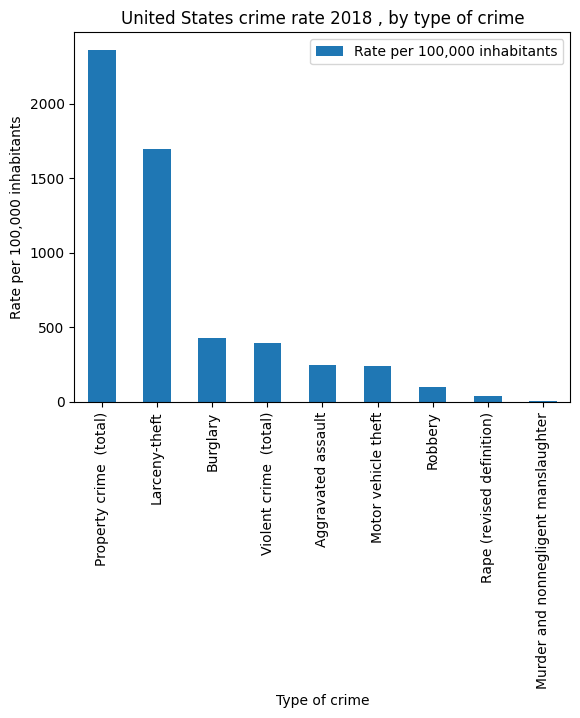 United States crime rate 2018 , by type of crime
Rate per 100,000 inhabitants
Rate per 100,000 inhabitants
2000
1500
1000
500
0
Property crime  (total)
Larceny-theft
Burglary
Violent crime  (total)
Aggravated assault
Motor vehicle theft
Robbery
Rape (revised definition)
Murder and nonnegligent manslaughter
Type of crime